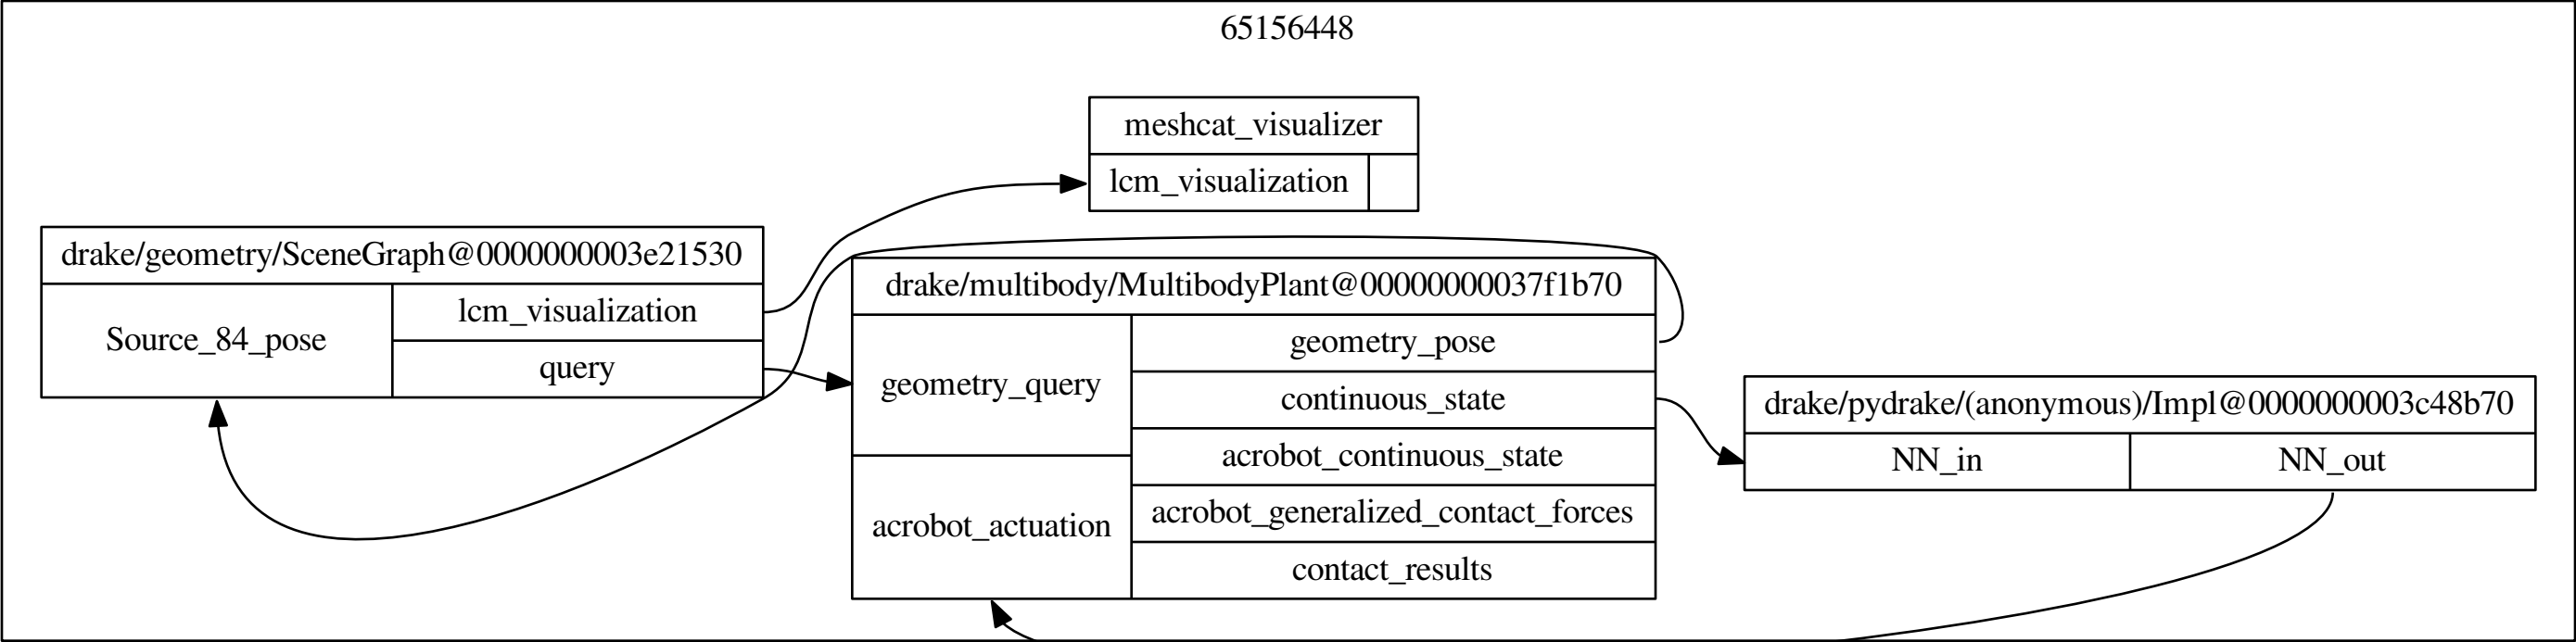 65156448
meshcat_visualizer
lcm_visualization
drake/geometry/SceneGraph@0000000003e21530
Source_84_pose
lcm_visualization
query
drake/multibody/MultibodyPlant@00000000037f1b70
geometry_query
acrobot_actuation
geometry_pose
continuous_state
acrobot_continuous_state
acrobot_generalized_contact_forces
contact_results
drake/pydrake/(anonymous)/Impl@0000000003c48b70
NN_in
NN_out